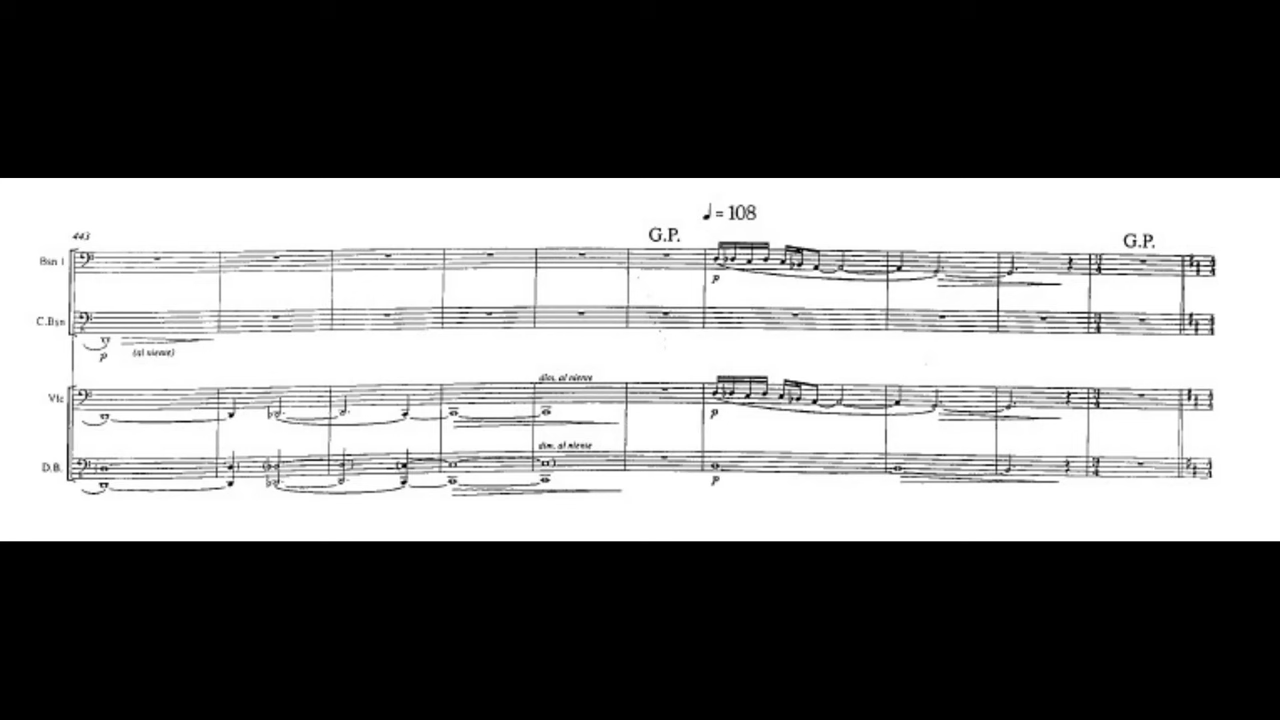 ♩= 108
443
G.P.
G.P.
Bsn 1
p
C.Bsn
p
(al niente)
dim. al niente
Vlc
p
dim. al niente
D.B.
p